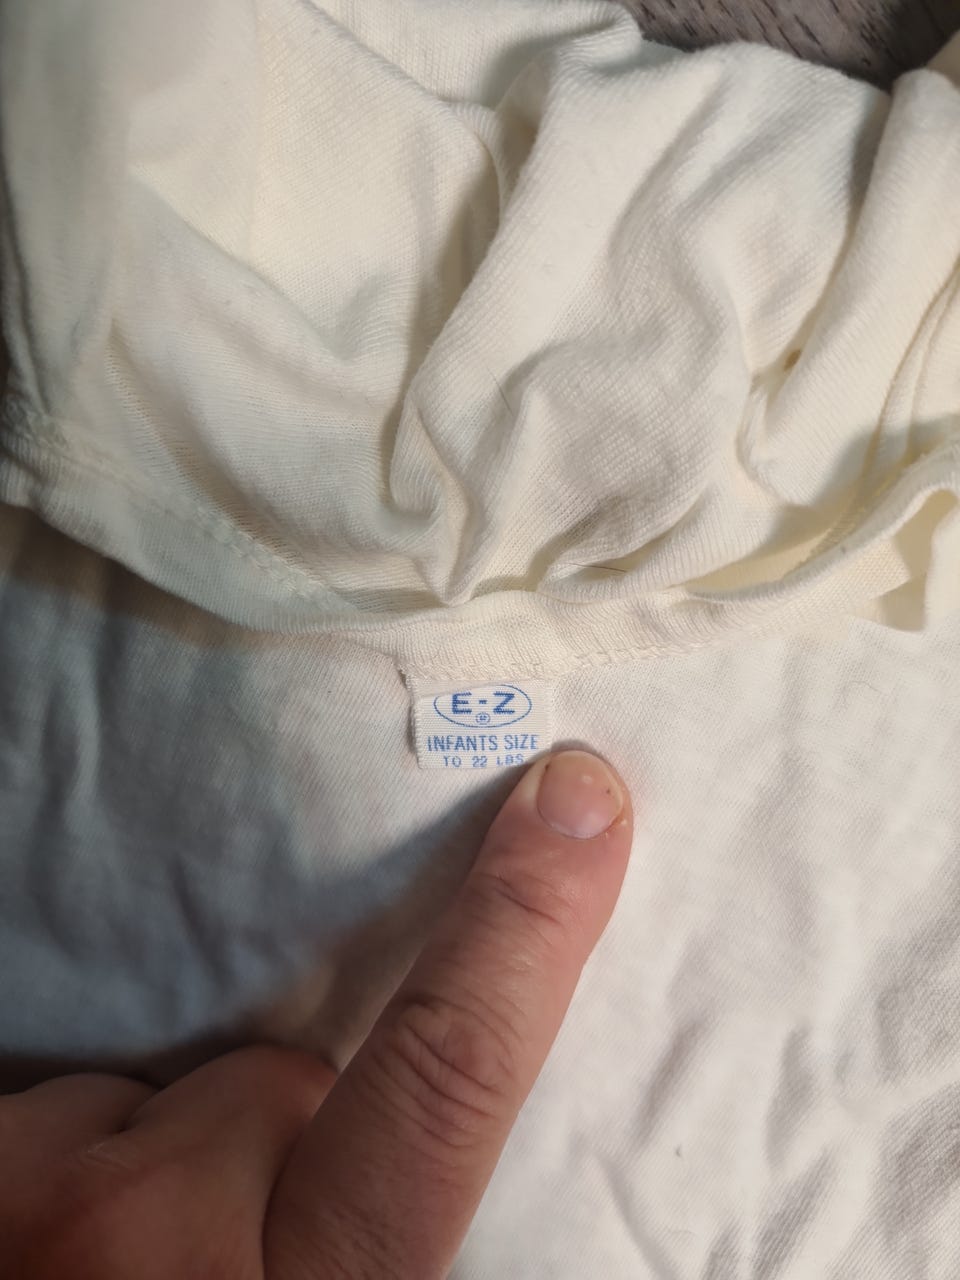 E-Z
®
INFANTS SIZE
TO 22 LBS